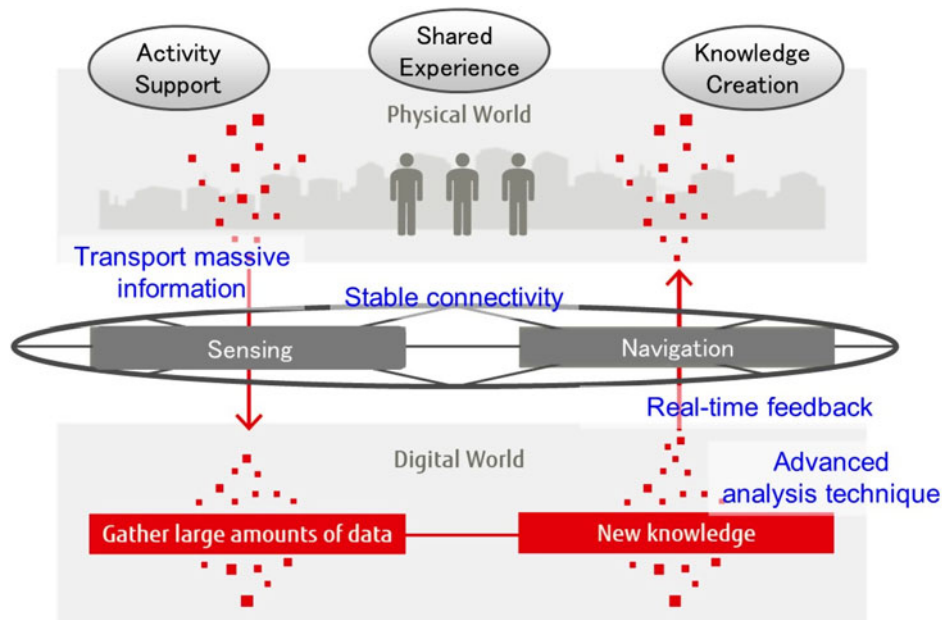 Activity
Support
Shared
Experience
Knowledge
Creation
Physical World
Transport massive
information
Stable connectivity
Sensing
Navigation
Real-time feedback
Digital World
Advanced
analysis technique
Gather large amounts of data
New knowledge